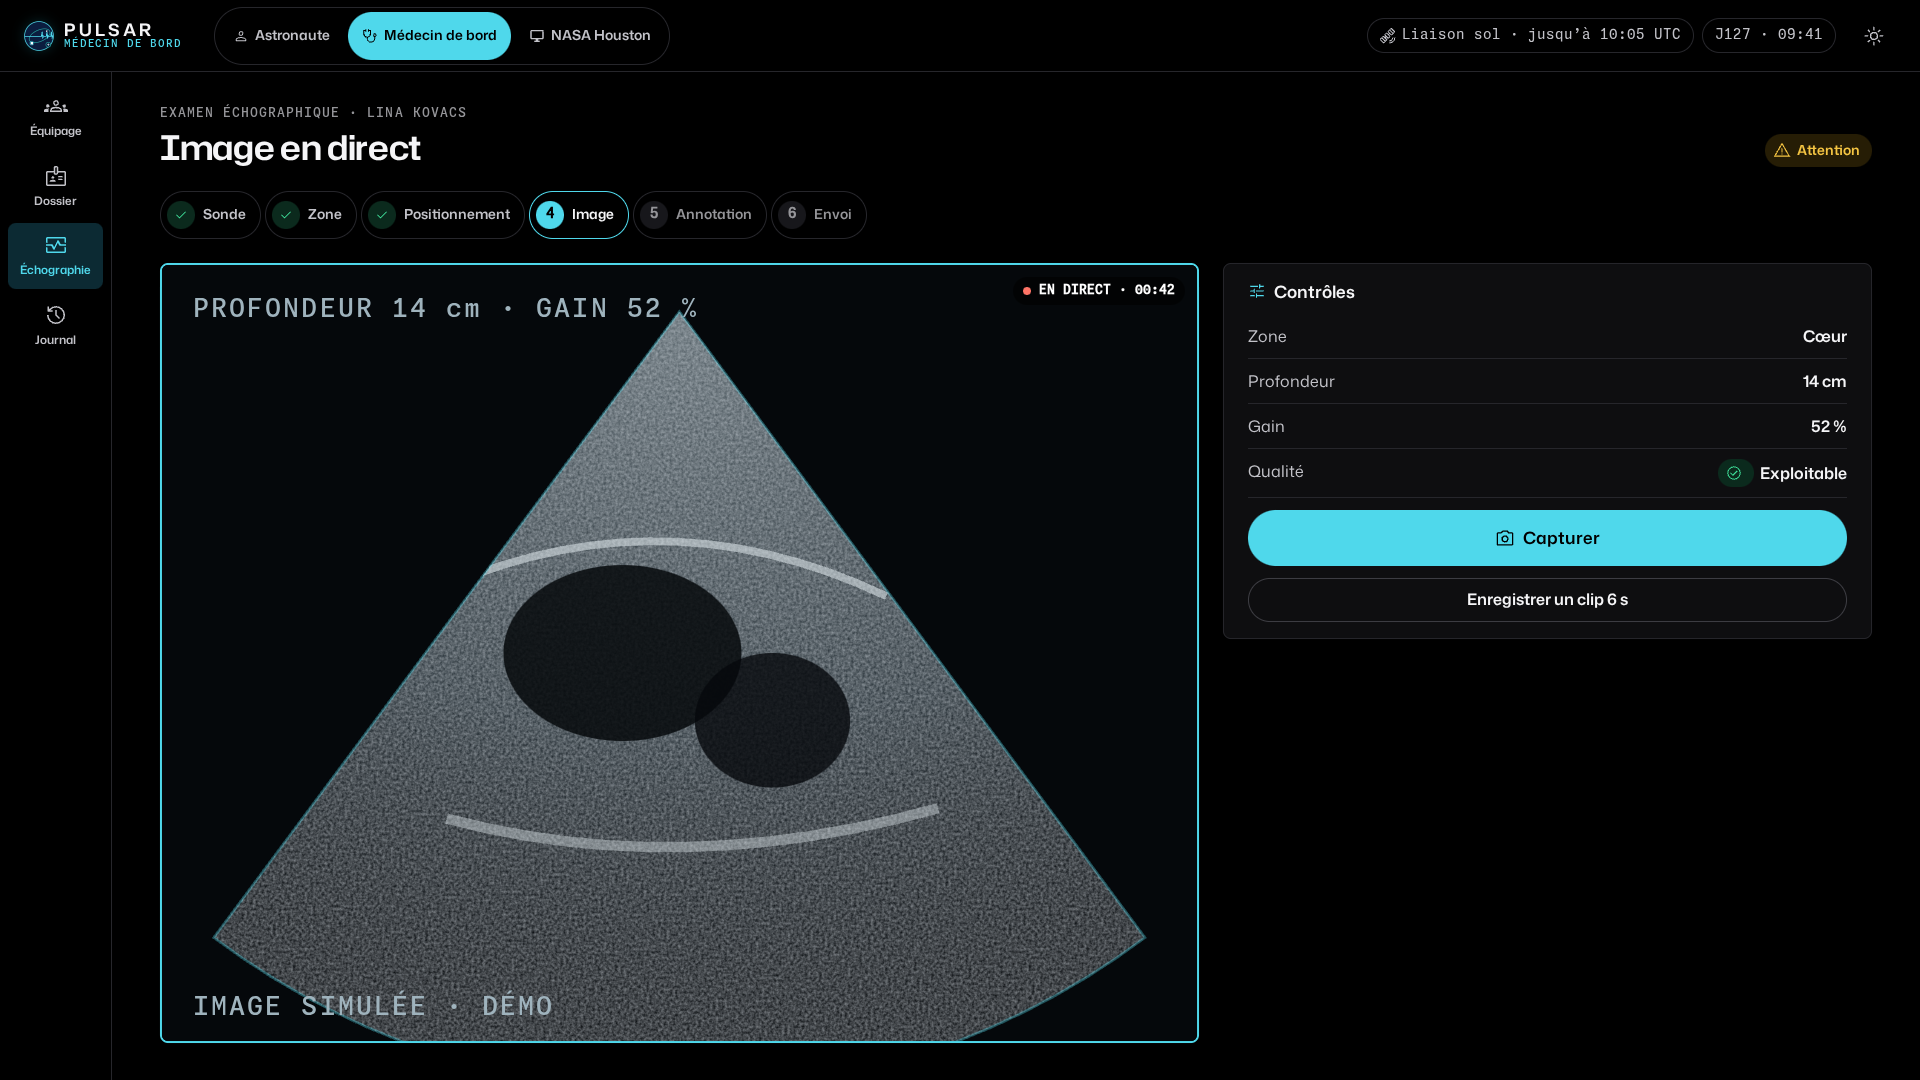 PULSAR
MÉDECIN DE BORD
Astronaute
Médecin de bord
NASA Houston
Liaison sol · jusqu’à 10:05 UTC
J127 · 09:41
Équipage
Dossier
Échographie
Journal
EXAMEN ÉCHOGRAPHIQUE · LINA KOVACS
Image en direct
Attention
Sonde
Zone
Positionnement
4 Image
5 Annotation
6 Envoi
PROFONDEUR 14 cm · GAIN 52 %
EN DIRECT · 00:42
IMAGE SIMULÉE · DÉMO
Contrôles
Zone Cœur
Profondeur 14 cm
Gain 52 %
Qualité Exploitable
Capturer
Enregistrer un clip 6 s